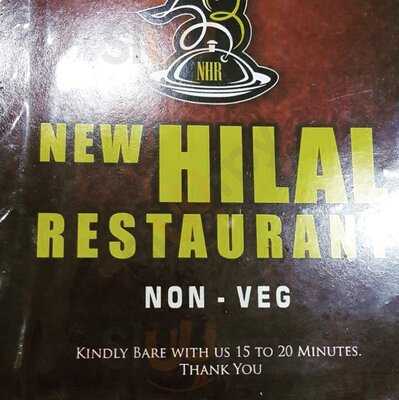 NHR
NEW HILAL
RESTAURANT
NON - VEG
KINDLY BARE WITH US 15 TO 20 MINUTES.
THANK YOU